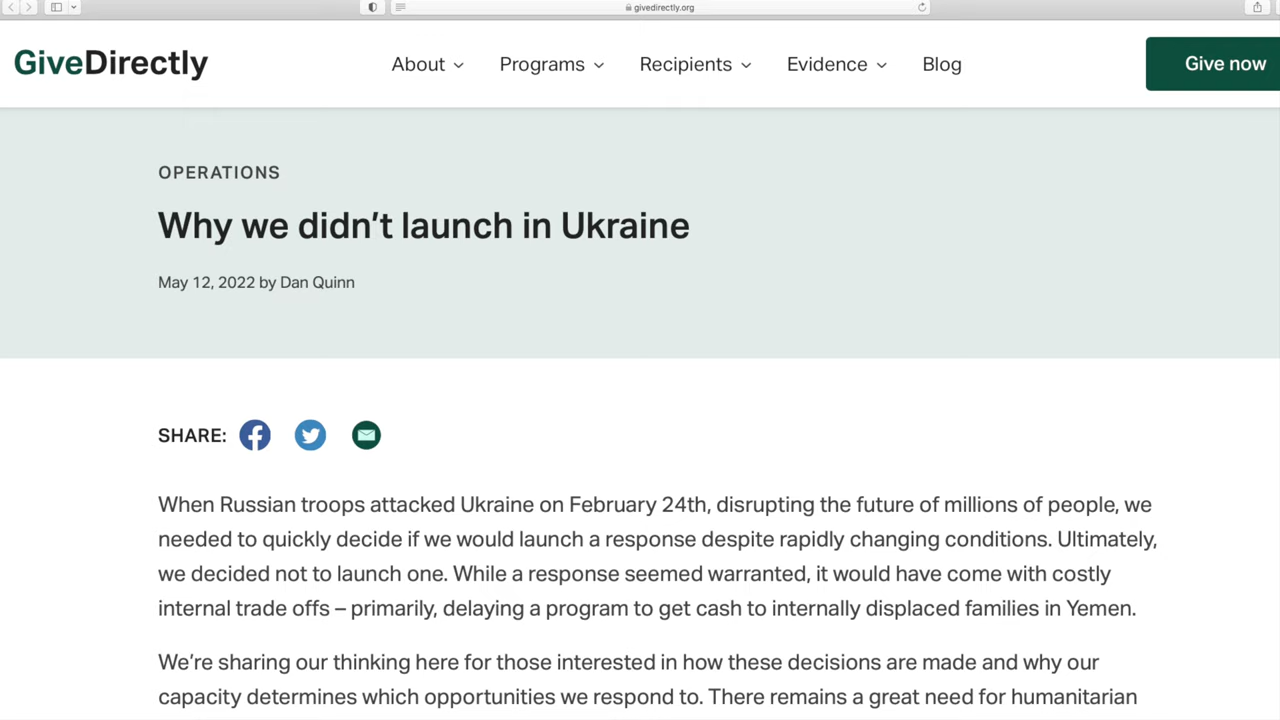 givedirectly.org
GiveDirectly
About
Programs
Recipients
Evidence
Blog
Give now
OPERATIONS
Why we didn’t launch in Ukraine
May 12, 2022 by Dan Quinn
SHARE:
When Russian troops attacked Ukraine on February 24th, disrupting the future of millions of people, we
needed to quickly decide if we would launch a response despite rapidly changing conditions. Ultimately,
we decided not to launch one. While a response seemed warranted, it would have come with costly
internal trade offs – primarily, delaying a program to get cash to internally displaced families in Yemen.
We’re sharing our thinking here for those interested in how these decisions are made and why our
capacity determines which opportunities we respond to. There remains a great need for humanitarian